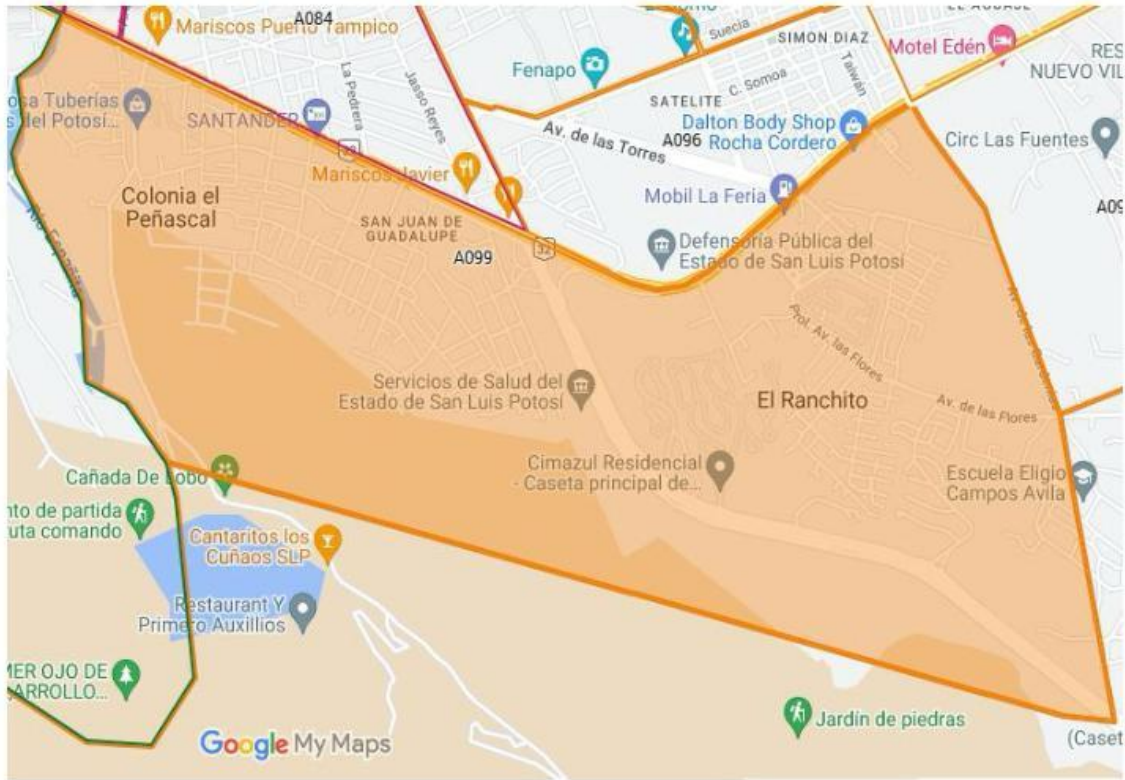 A084
Mariscos Puerto Tampico
Suecia
SIMON DIAZ
Motel Edén
RES
NUEVO VIL
Fenapo
La Pedrera
Jasso Reyes
C. Somoa
Taiwán
SATELITE
osa Tuberías
s del Potosí...
SANTANDER
Dalton Body Shop
Rocha Cordero
A096
Av. de las Torres
Circ Las Fuentes
Mariscos Javier
Mobil La Feria
Colonia el
Peñascal
A09
SAN JUAN DE
GUADALUPE
A099
32
Defensoría Pública del
Estado de San Luis Potosí
Prol. Av. las Flores
Servicios de Salud del
Estado de San Luis Potosí
El Ranchito
Av. de las Flores
Cimazul Residencial
- Caseta principal de...
Escuela Eligio
Campos Avila
Cañada De Lobo
nto de partida
uta comando
Cantaritos los
Cuñaos SLP
Restaurant Y
Primero Auxillios
MER OJO DE
ARROLLO...
Jardín de piedras
Google My Maps
(Caset